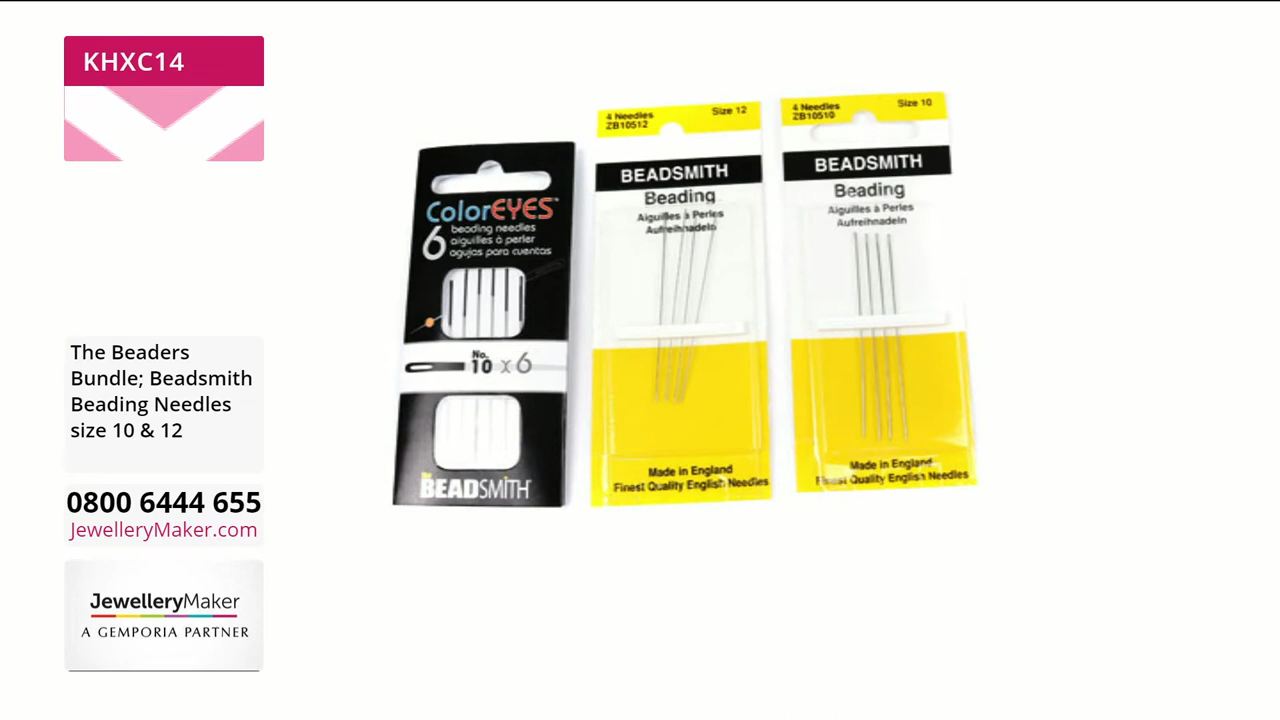 KHXC14
The Beaders
Bundle; Beadsmith
Beading Needles
size 10 & 12
0800 6444 655
JewelleryMaker.com
JewelleryMaker
A GEMPORIA PARTNER
ColorEYES™
6
beading needles
aiguilles à perler
agujas para cuentas
No.
10 x 6
the
BEADSMITH
4 Needles
ZB10512
Size 12
BEADSMITH
Beading
Aiguilles à Perles
Aufreihnadeln
Made in England
Finest Quality English Needles
4 Needles
ZB10510
Size 10
BEADSMITH
Beading
Aiguilles à Perles
Aufreihnadeln
Made in England
Finest Quality English Needles